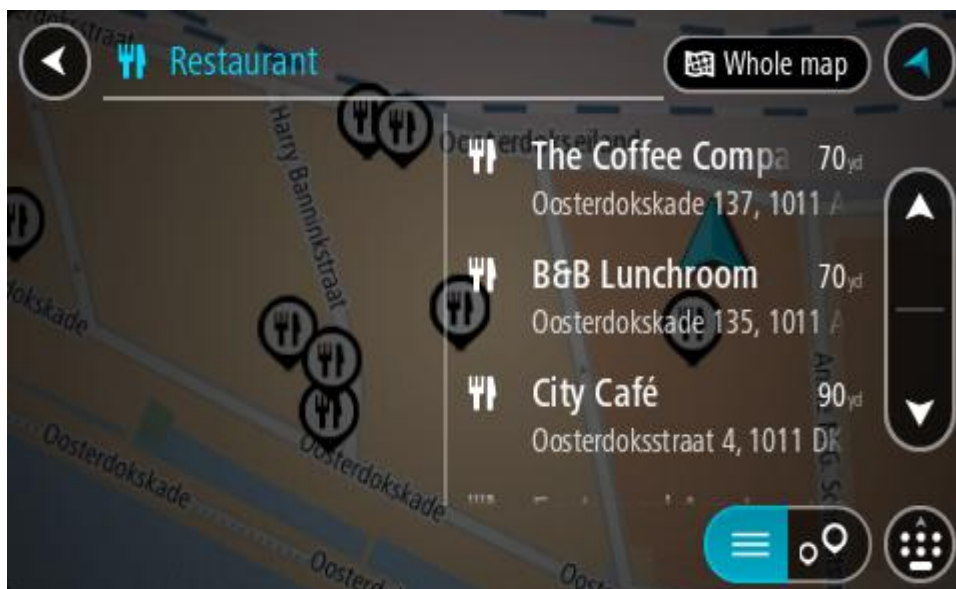 Restaurant
Whole map
Harry Banninkstraat
Oosterdokseiland
The Coffee Compa 70yd
Oosterdokskade 137, 1011 A
B&B Lunchroom 70yd
Oosterdokskade 135, 1011 A
City Café 90yd
Oosterdoksstraat 4, 1011 DK
Oosterdokskade
Oosterdokskade